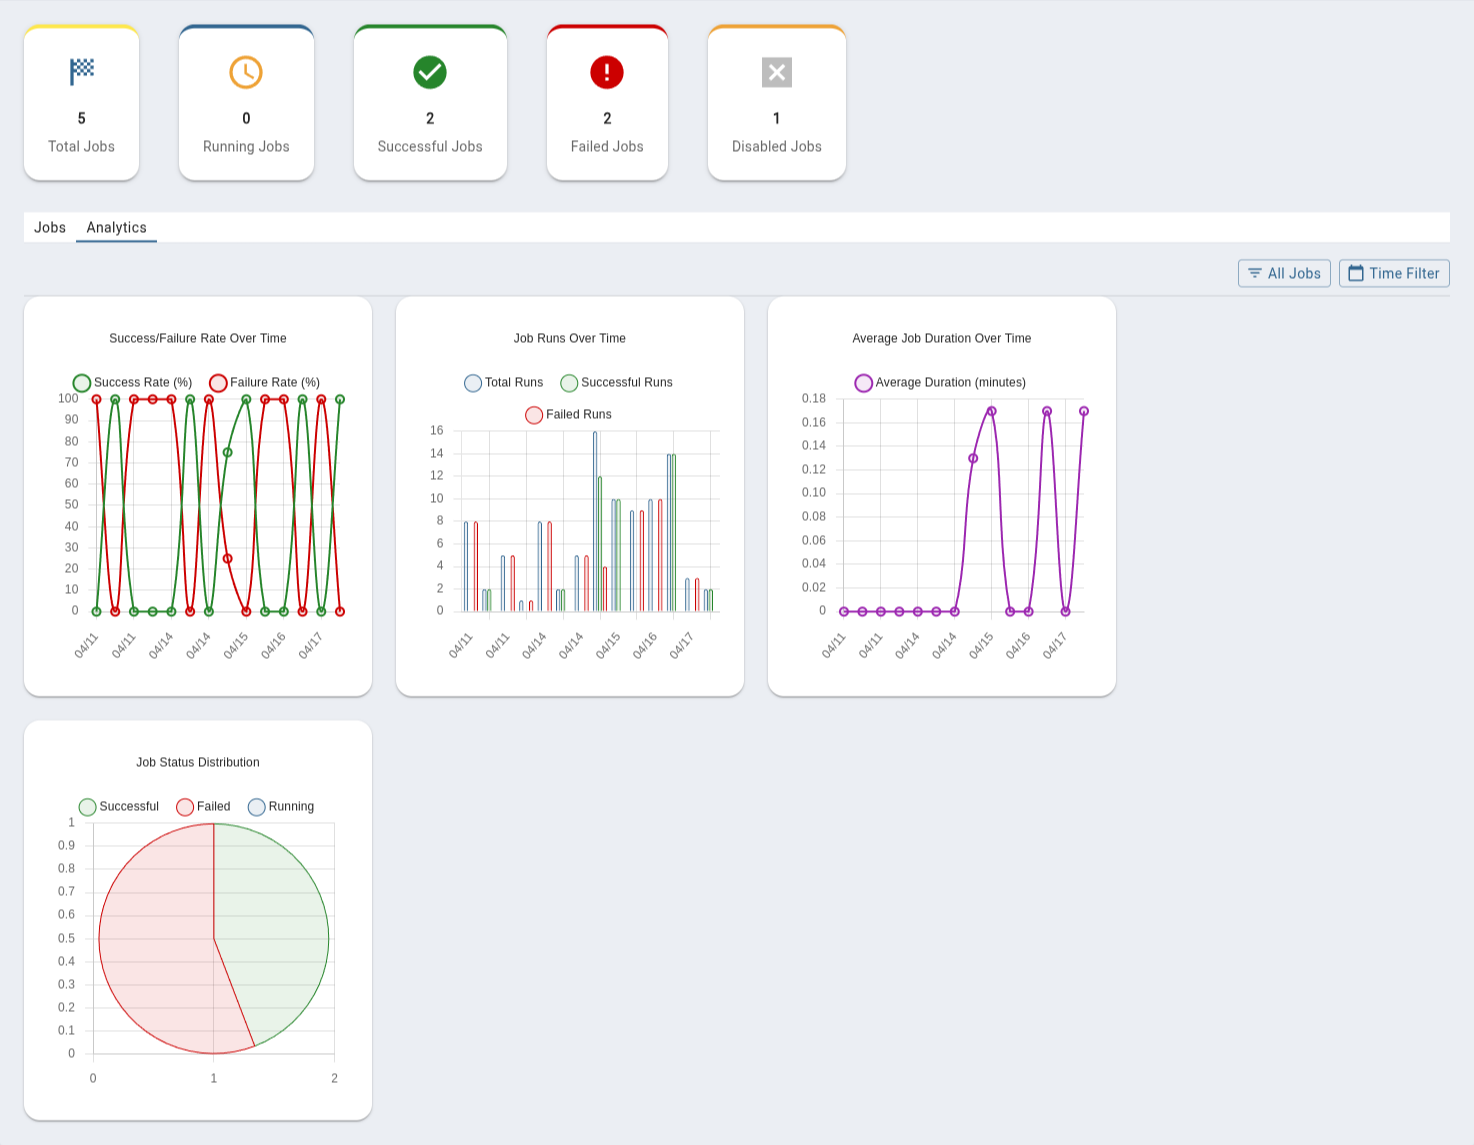 5
Total Jobs
0
Running Jobs
2
Successful Jobs
2
Failed Jobs
1
Disabled Jobs
Jobs Analytics
All Jobs Time Filter
Success/Failure Rate Over Time
Success Rate (%) Failure Rate (%)
100
90
80
70
60
50
40
30
20
10
0
04/11 04/11 04/14 04/14 04/15 04/16 04/17
Job Runs Over Time
Total Runs Successful Runs
Failed Runs
16
14
12
10
8
6
4
2
0
04/11 04/11 04/14 04/14 04/15 04/16 04/17
Average Job Duration Over Time
Average Duration (minutes)
0.18
0.16
0.14
0.12
0.10
0.08
0.06
0.04
0.02
0
04/11 04/11 04/14 04/14 04/15 04/16 04/17
Job Status Distribution
Successful Failed Running
1
0.9
0.8
0.7
0.6
0.5
0.4
0.3
0.2
0.1
0
0 1 2